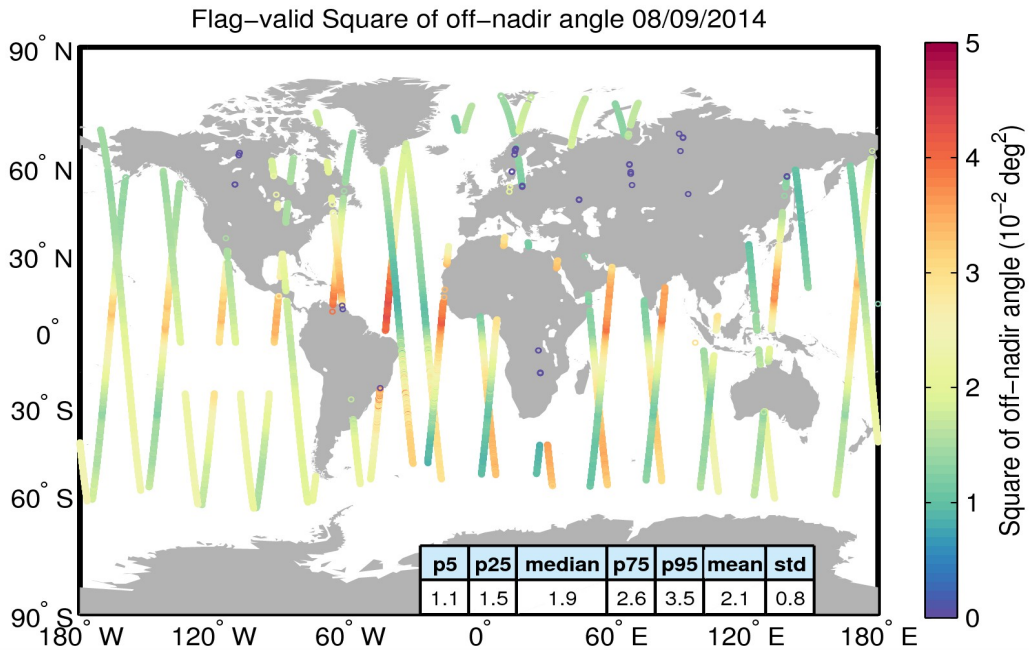 Flag−valid Square of off−nadir angle 08/09/2014
90° N
60° N
30° N
0°
30° S
60° S
90° S
180° W
120° W
60° W
0°
60° E
120° E
180° E
p5 p25 median p75 p95 mean std
1.1 1.5 1.9 2.6 3.5 2.1 0.8
5
4
3
2
1
0
Square of off−nadir angle (10⁻² deg²)